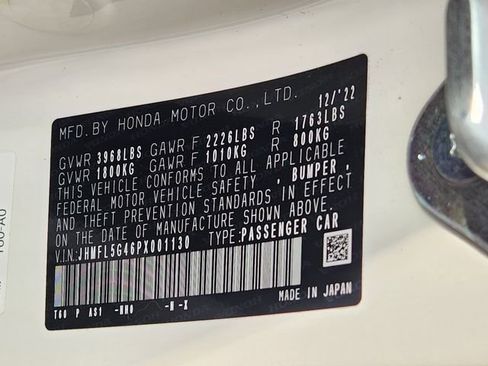 MFD. BY HONDA MOTOR CO., LTD. 12/'22
GVWR 3968LBS GAWR F 2226LBS R 1763LBS
GVWR 1800KG GAWR F 1010KG R 800KG
THIS VEHICLE CONFORMS TO ALL APPLICABLE
FEDERAL MOTOR VEHICLE SAFETY, BUMPER,
AND THEFT PREVENTION STANDARDS IN EFFECT
ON THE DATE OF MANUFACTURE SHOWN ABOVE.
V.I.N.:JHMFL5G46PX001130 TYPE:PASSENGER CAR
MADE IN JAPAN